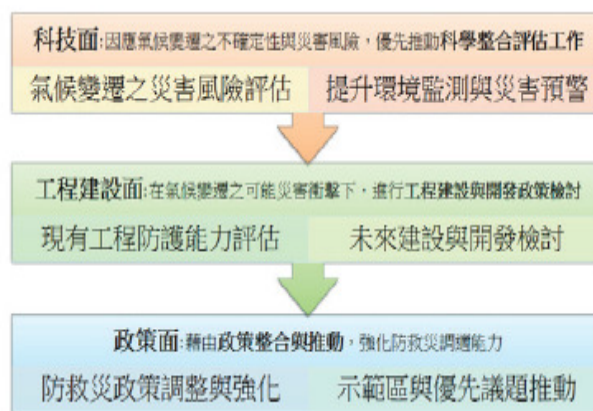 科技面:因應氣候變遷之不確定性與災害風險，優先推動科學整合評估工作
氣候變遷之災害風險評估 提升環境監測與災害預警
工程建設面:在氣候變遷之可能災害衝擊下，進行工程建設與開發政策檢討
現有工程防護能力評估 未來建設與開發檢討
政策面:藉由政策整合與推動，強化防救災調適能力
防救災政策調整與強化 示範區與優先議題推動